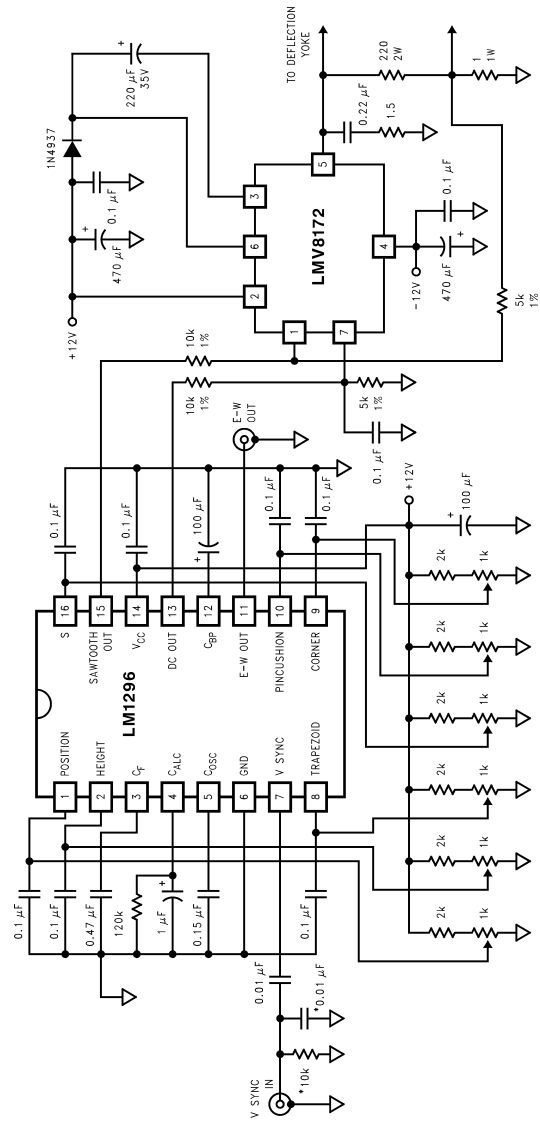 +12V
1N4937
470 µF
+
0.1 µF
220 µF
35V
+
TO DEFLECTION
YOKE
LMV8172
2
6
3
1
7
4
5
0.22 µF
1.5
220
2W
1
1W
-12V
470 µF
+
0.1 µF
5k
1%
10k
1%
10k
1%
5k
1%
0.1 µF
E-W
OUT
0.1 µF
0.1 µF
100 µF
+
0.1 µF
0.1 µF
16
15
14
13
12
11
10
9
S
SAWTOOTH
OUT
VCC
DC OUT
CBP
E-W OUT
PINCUSHION
CORNER
LM1296
POSITION
HEIGHT
CF
CALC
COSC
GND
V SYNC
TRAPEZOID
1
2
3
4
5
6
7
8
0.1 µF
0.1 µF
0.47 µF
120k
1 µF
+
0.15 µF
0.1 µF
0.01 µF
*0.01 µF
*10k
V SYNC
IN
+12V
100 µF
+
2k
1k
2k
1k
2k
1k
2k
1k
2k
1k
2k
1k